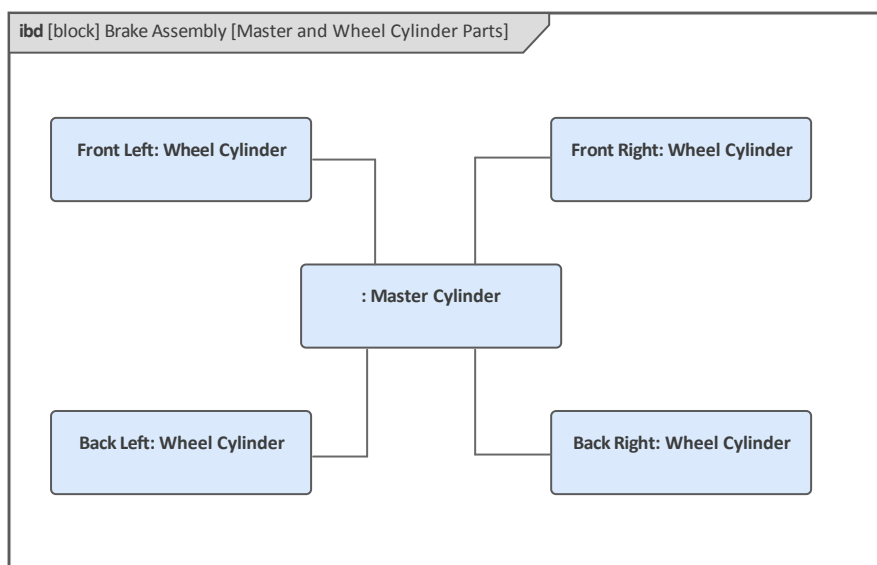 ibd [block] Brake Assembly [Master and Wheel Cylinder Parts]
Front Left: Wheel Cylinder
Front Right: Wheel Cylinder
: Master Cylinder
Back Left: Wheel Cylinder
Back Right: Wheel Cylinder